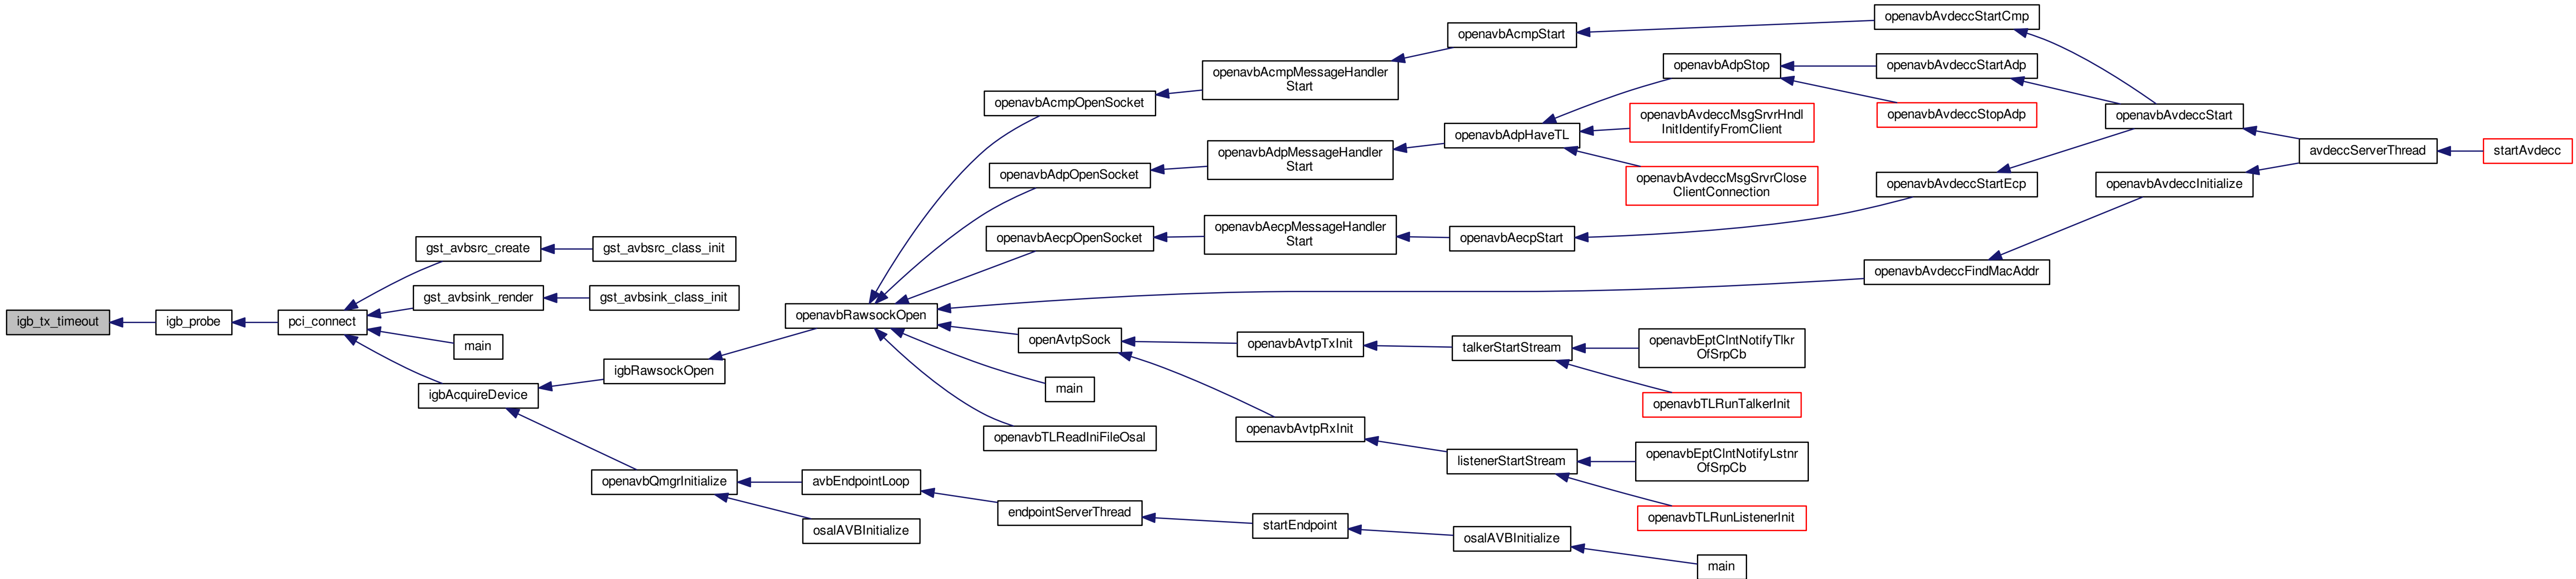 openavbAvdeccStartCmp
openavbAcmpStart
openavbAdpStop
openavbAvdeccStartAdp
openavbAcmpMessageHandler
Start
openavbAcmpOpenSocket
openavbAvdeccMsgSrvrHndl
InitIdentifyFromClient
openavbAvdeccStopAdp
openavbAvdeccStart
openavbAdpHaveTL
openavbAdpMessageHandler
Start
avdeccServerThread
startAvdecc
openavbAdpOpenSocket
openavbAvdeccMsgSrvrClose
ClientConnection
openavbAvdeccStartEcp
openavbAvdeccInitialize
openavbAecpMessageHandler
Start
openavbAecpOpenSocket
openavbAecpStart
gst_avbsrc_create
gst_avbsrc_class_init
openavbAvdeccFindMacAddr
gst_avbsink_render
gst_avbsink_class_init
openavbRawsockOpen
igb_tx_timeout
igb_probe
pci_connect
main
openAvtpSock
openavbAvtpTxInit
talkerStartStream
openavbEptClntNotifyTlkr
OfSrpCb
igbRawsockOpen
main
igbAcquireDevice
openavbTLRunTalkerInit
openavbAvtpRxInit
openavbTLReadIniFileOsal
listenerStartStream
openavbEptClntNotifyLstnr
OfSrpCb
openavbQmgrInitialize
avbEndpointLoop
endpointServerThread
openavbTLRunListenerInit
osalAVBInitialize
startEndpoint
osalAVBInitialize
main